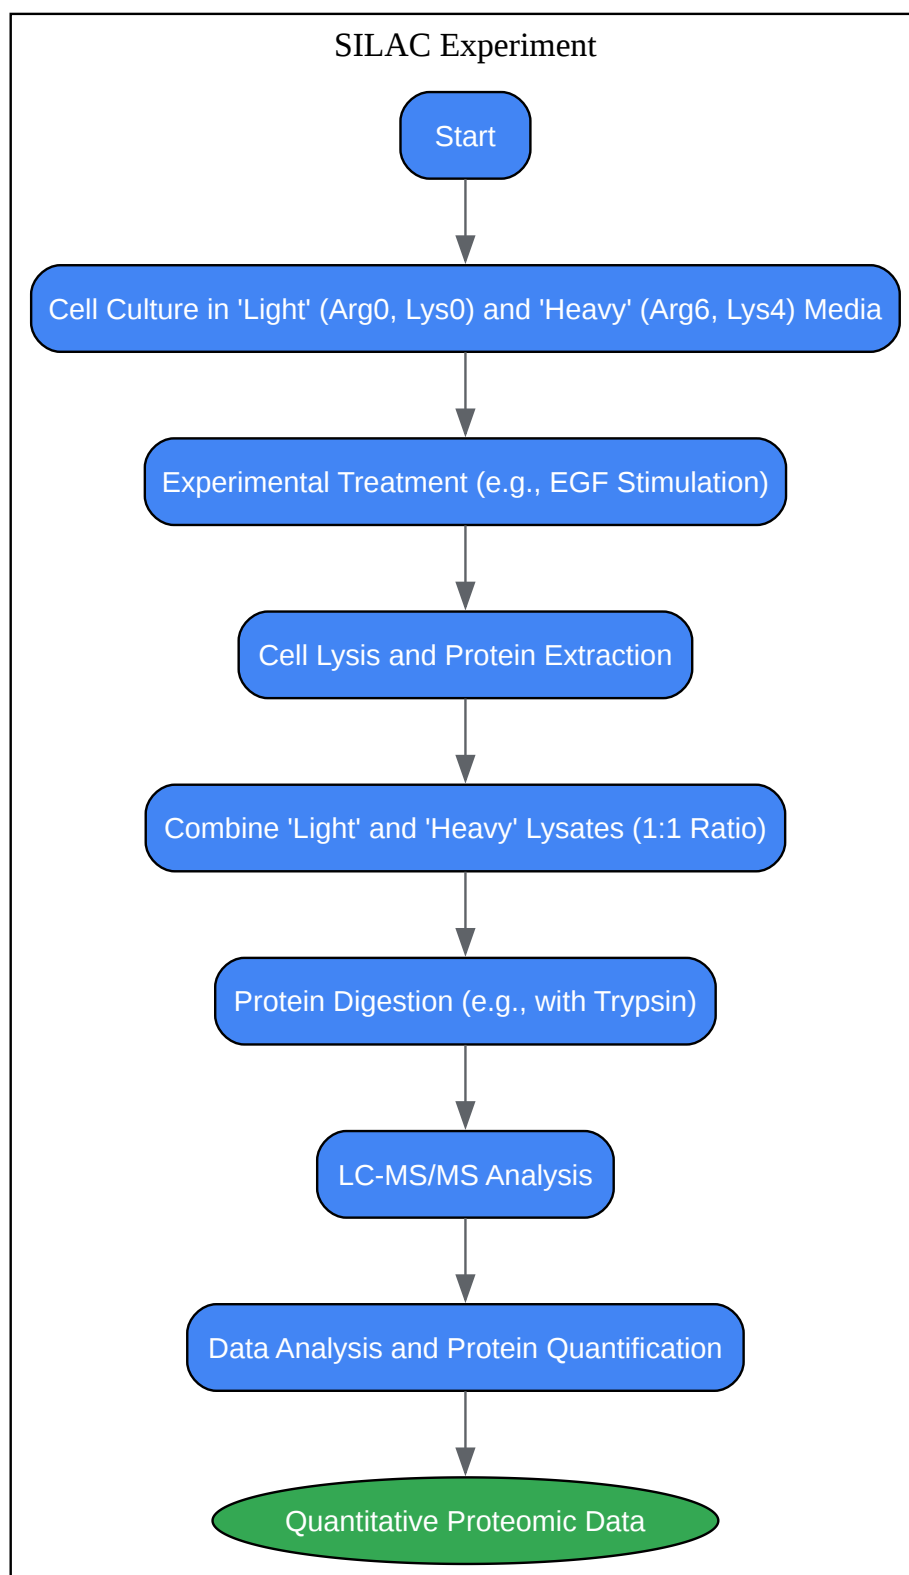 SILAC Experiment
Start
Cell Culture in 'Light' (Arg0, Lys0) and 'Heavy' (Arg6, Lys4) Media
Experimental Treatment (e.g., EGF Stimulation)
Cell Lysis and Protein Extraction
Combine 'Light' and 'Heavy' Lysates (1:1 Ratio)
Protein Digestion (e.g., with Trypsin)
LC-MS/MS Analysis
Data Analysis and Protein Quantification
Quantitative Proteomic Data